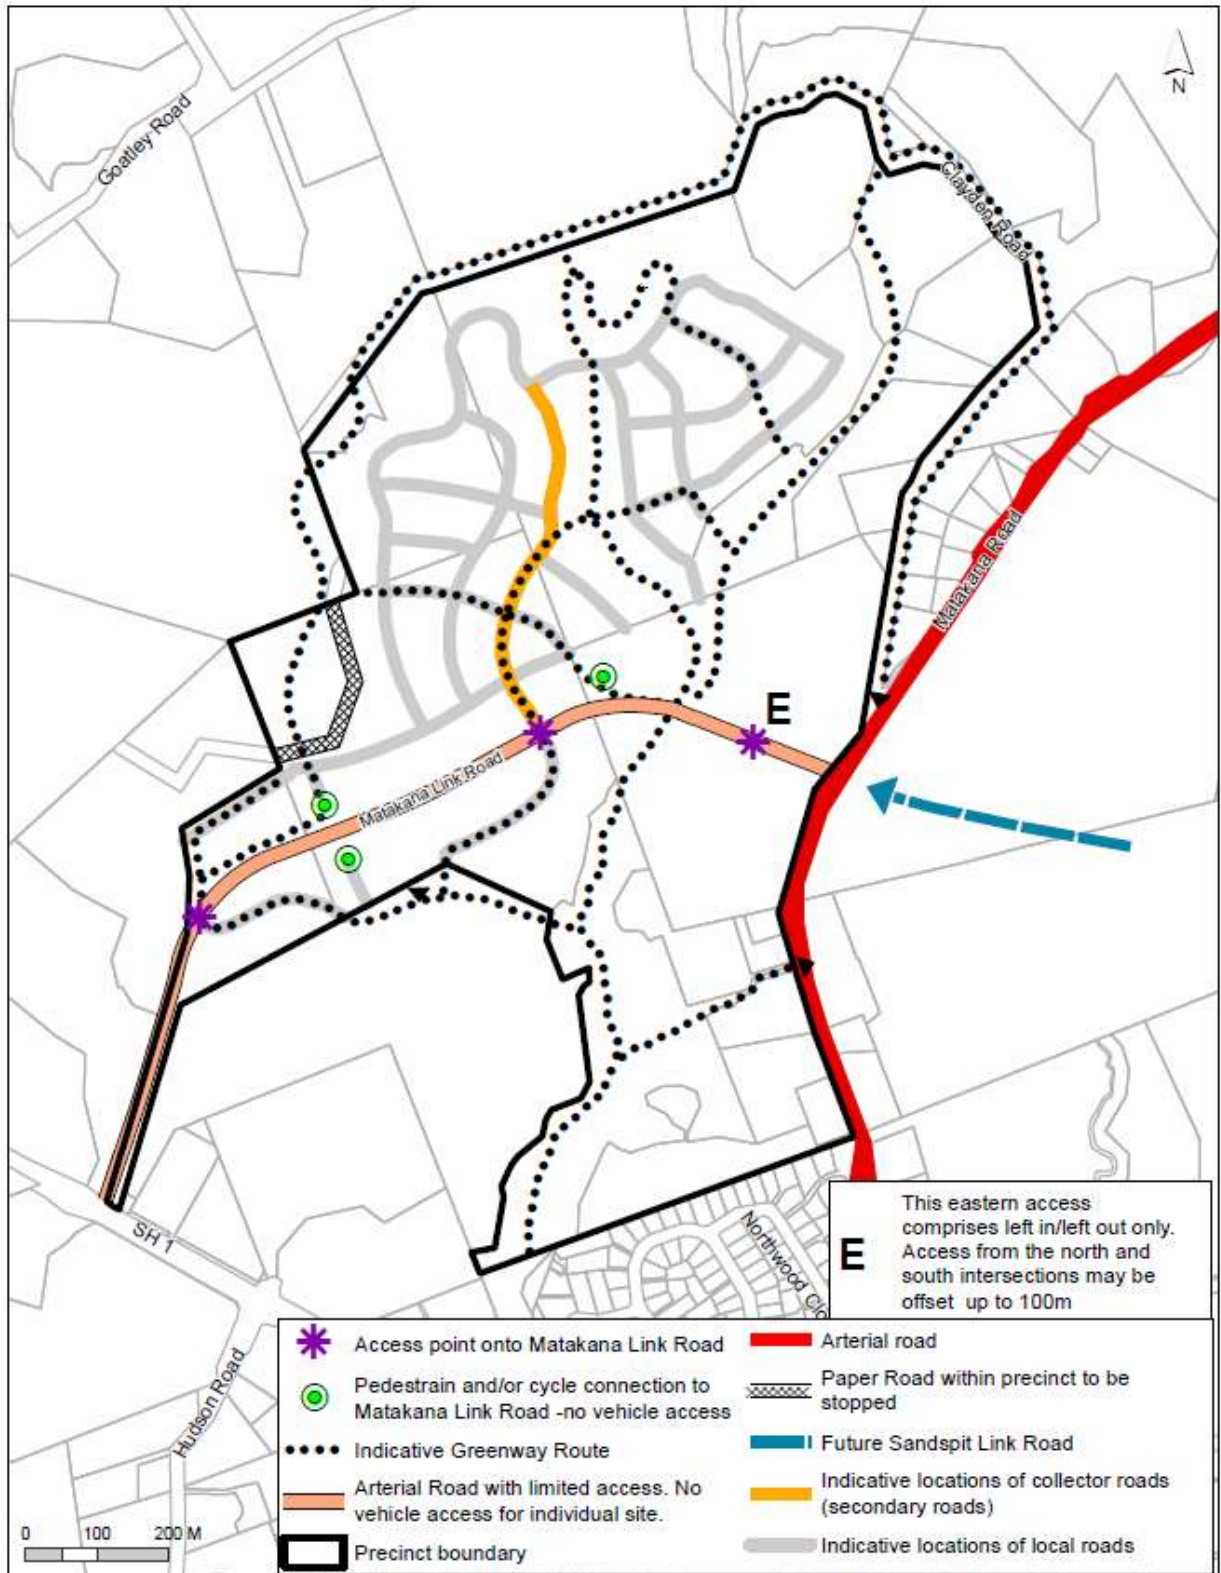 N
Goatley Road
Clayden Road
Matakana Road
E
Matakana Link Road
SH 1
Northwood Clo
Hudson Road
E
This eastern access
comprises left in/left out only.
Access from the north and
south intersections may be
offset up to 100m
Access point onto Matakana Link Road
Pedestrain and/or cycle connection to
Matakana Link Road -no vehicle access
Indicative Greenway Route
Arterial Road with limited access. No
vehicle access for individual site.
Precinct boundary
Arterial road
Paper Road within precinct to be
stopped
Future Sandspit Link Road
Indicative locations of collector roads
(secondary roads)
Indicative locations of local roads
0 100 200 M